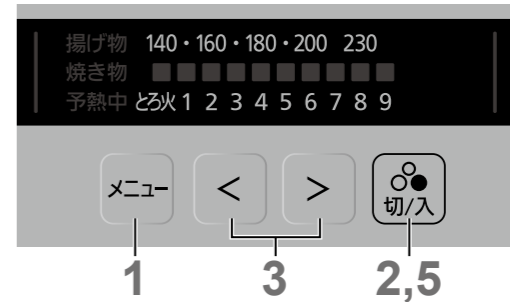 揚げ物 140・160・180・200 230
焼き物
予熱中 とろ火 1 2 3 4 5 6 7 8 9
メニュー < > 切/入
1 3 2,5